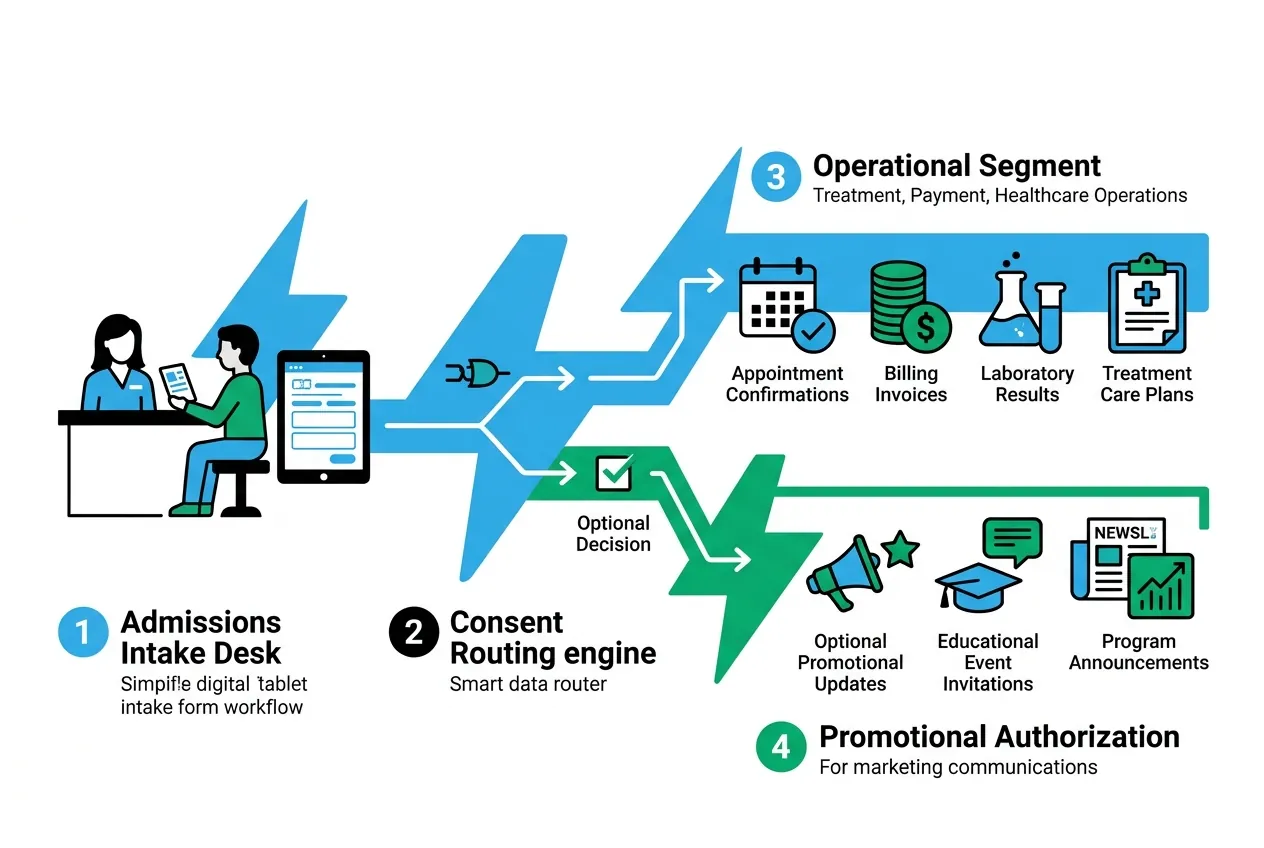 3
Operational Segment
Treatment, Payment, Healthcare Operations
Appointment
Confirmations
Billing
Invoices
Laboratory
Results
Treatment
Care Plans
$
Optional
Decision
NEWSL
Optional
Promotional
Updates
Educational
Event
Invitations
Program
Announcements
1
Admissions
Intake Desk
digital tablet
intake form workflow
2
Consent
Routing engine
Smart data router
4
Promotional Authorization
For marketing communications